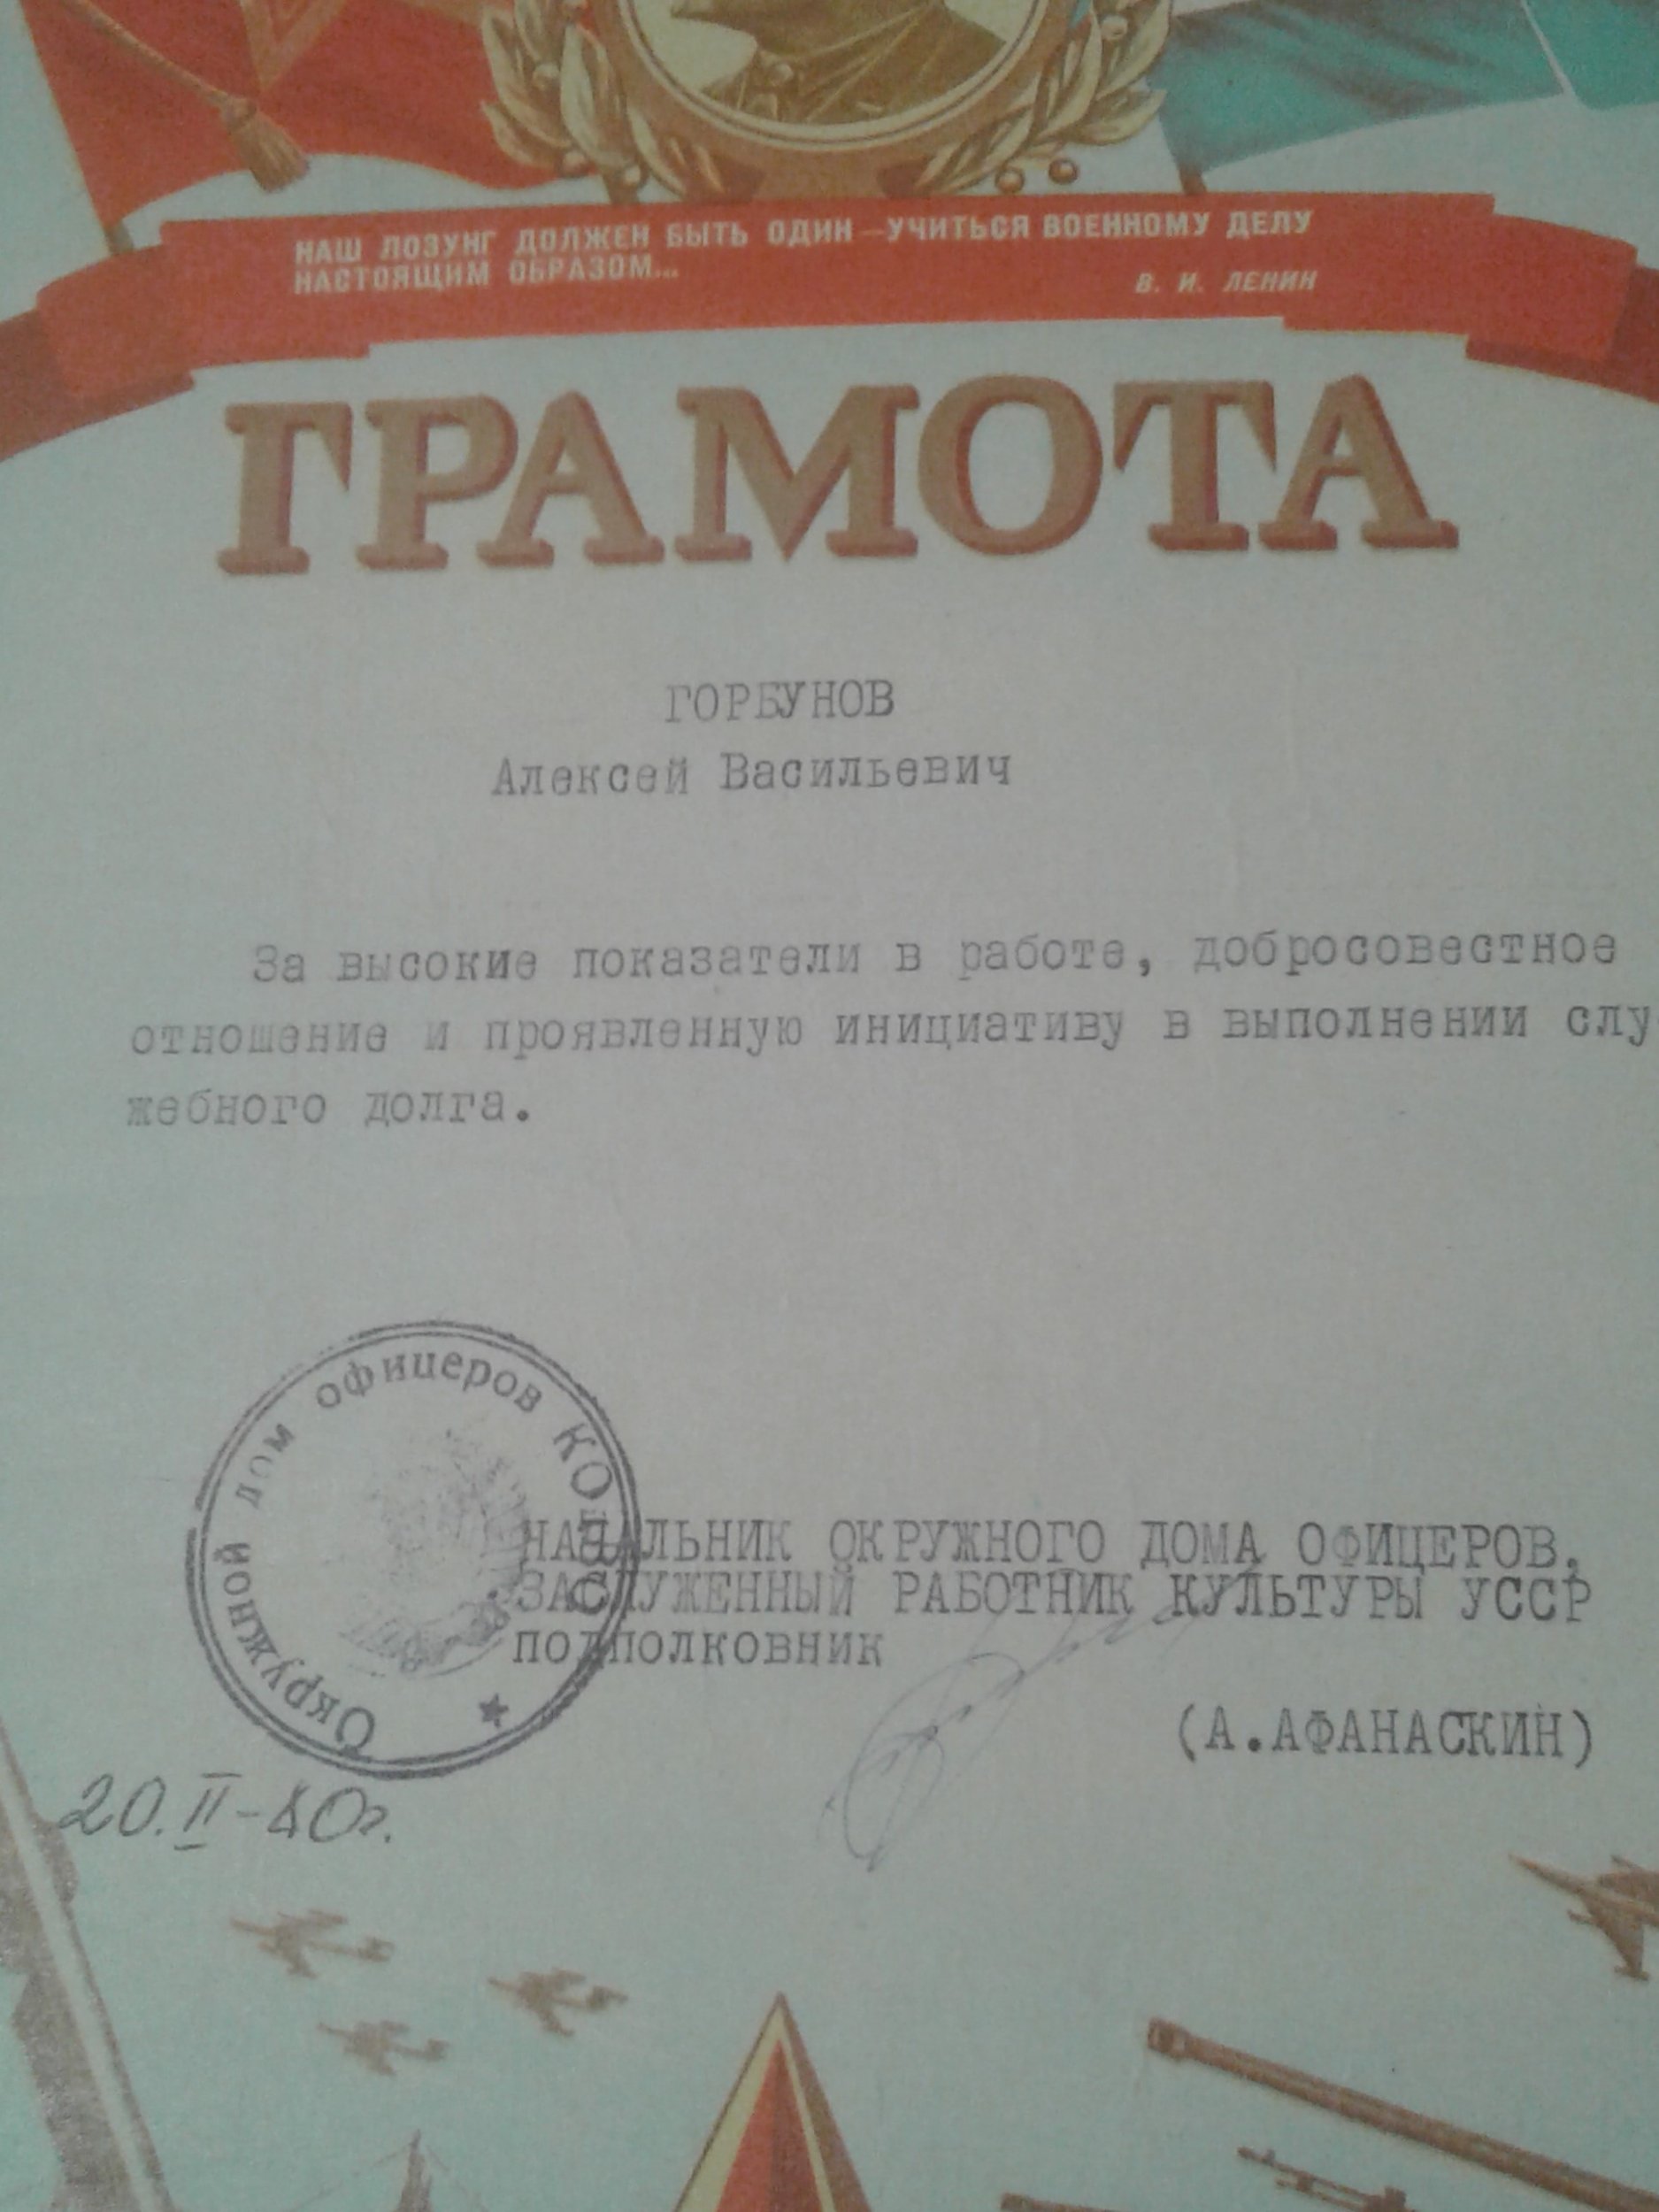 НАШ ЛОЗУНГ ДОЛЖЕН БЫТЬ ОДИН—УЧИТЬСЯ ВОЕННОМУ ДЕЛУ
НАСТОЯЩИМ ОБРАЗОМ...
В. И. ЛЕНИН
ГРАМОТА
ГОРБУНОВ
Алексей Васильевич
За высокие показатели в работе, добросовестное
отношение и проявленную инициативу в выполнении слу
жебного долга.
Окружной дом офицеров
НАЧАЛЬНИК ОКРУЖНОГО ДОМА ОФИЦЕРОВ,
ЗАСЛУЖЕННЫЙ РАБОТНИК КУЛЬТУРЫ УССР
ПОДПОЛКОВНИК
(А.АФАНАСКИН)
20.II-80г.